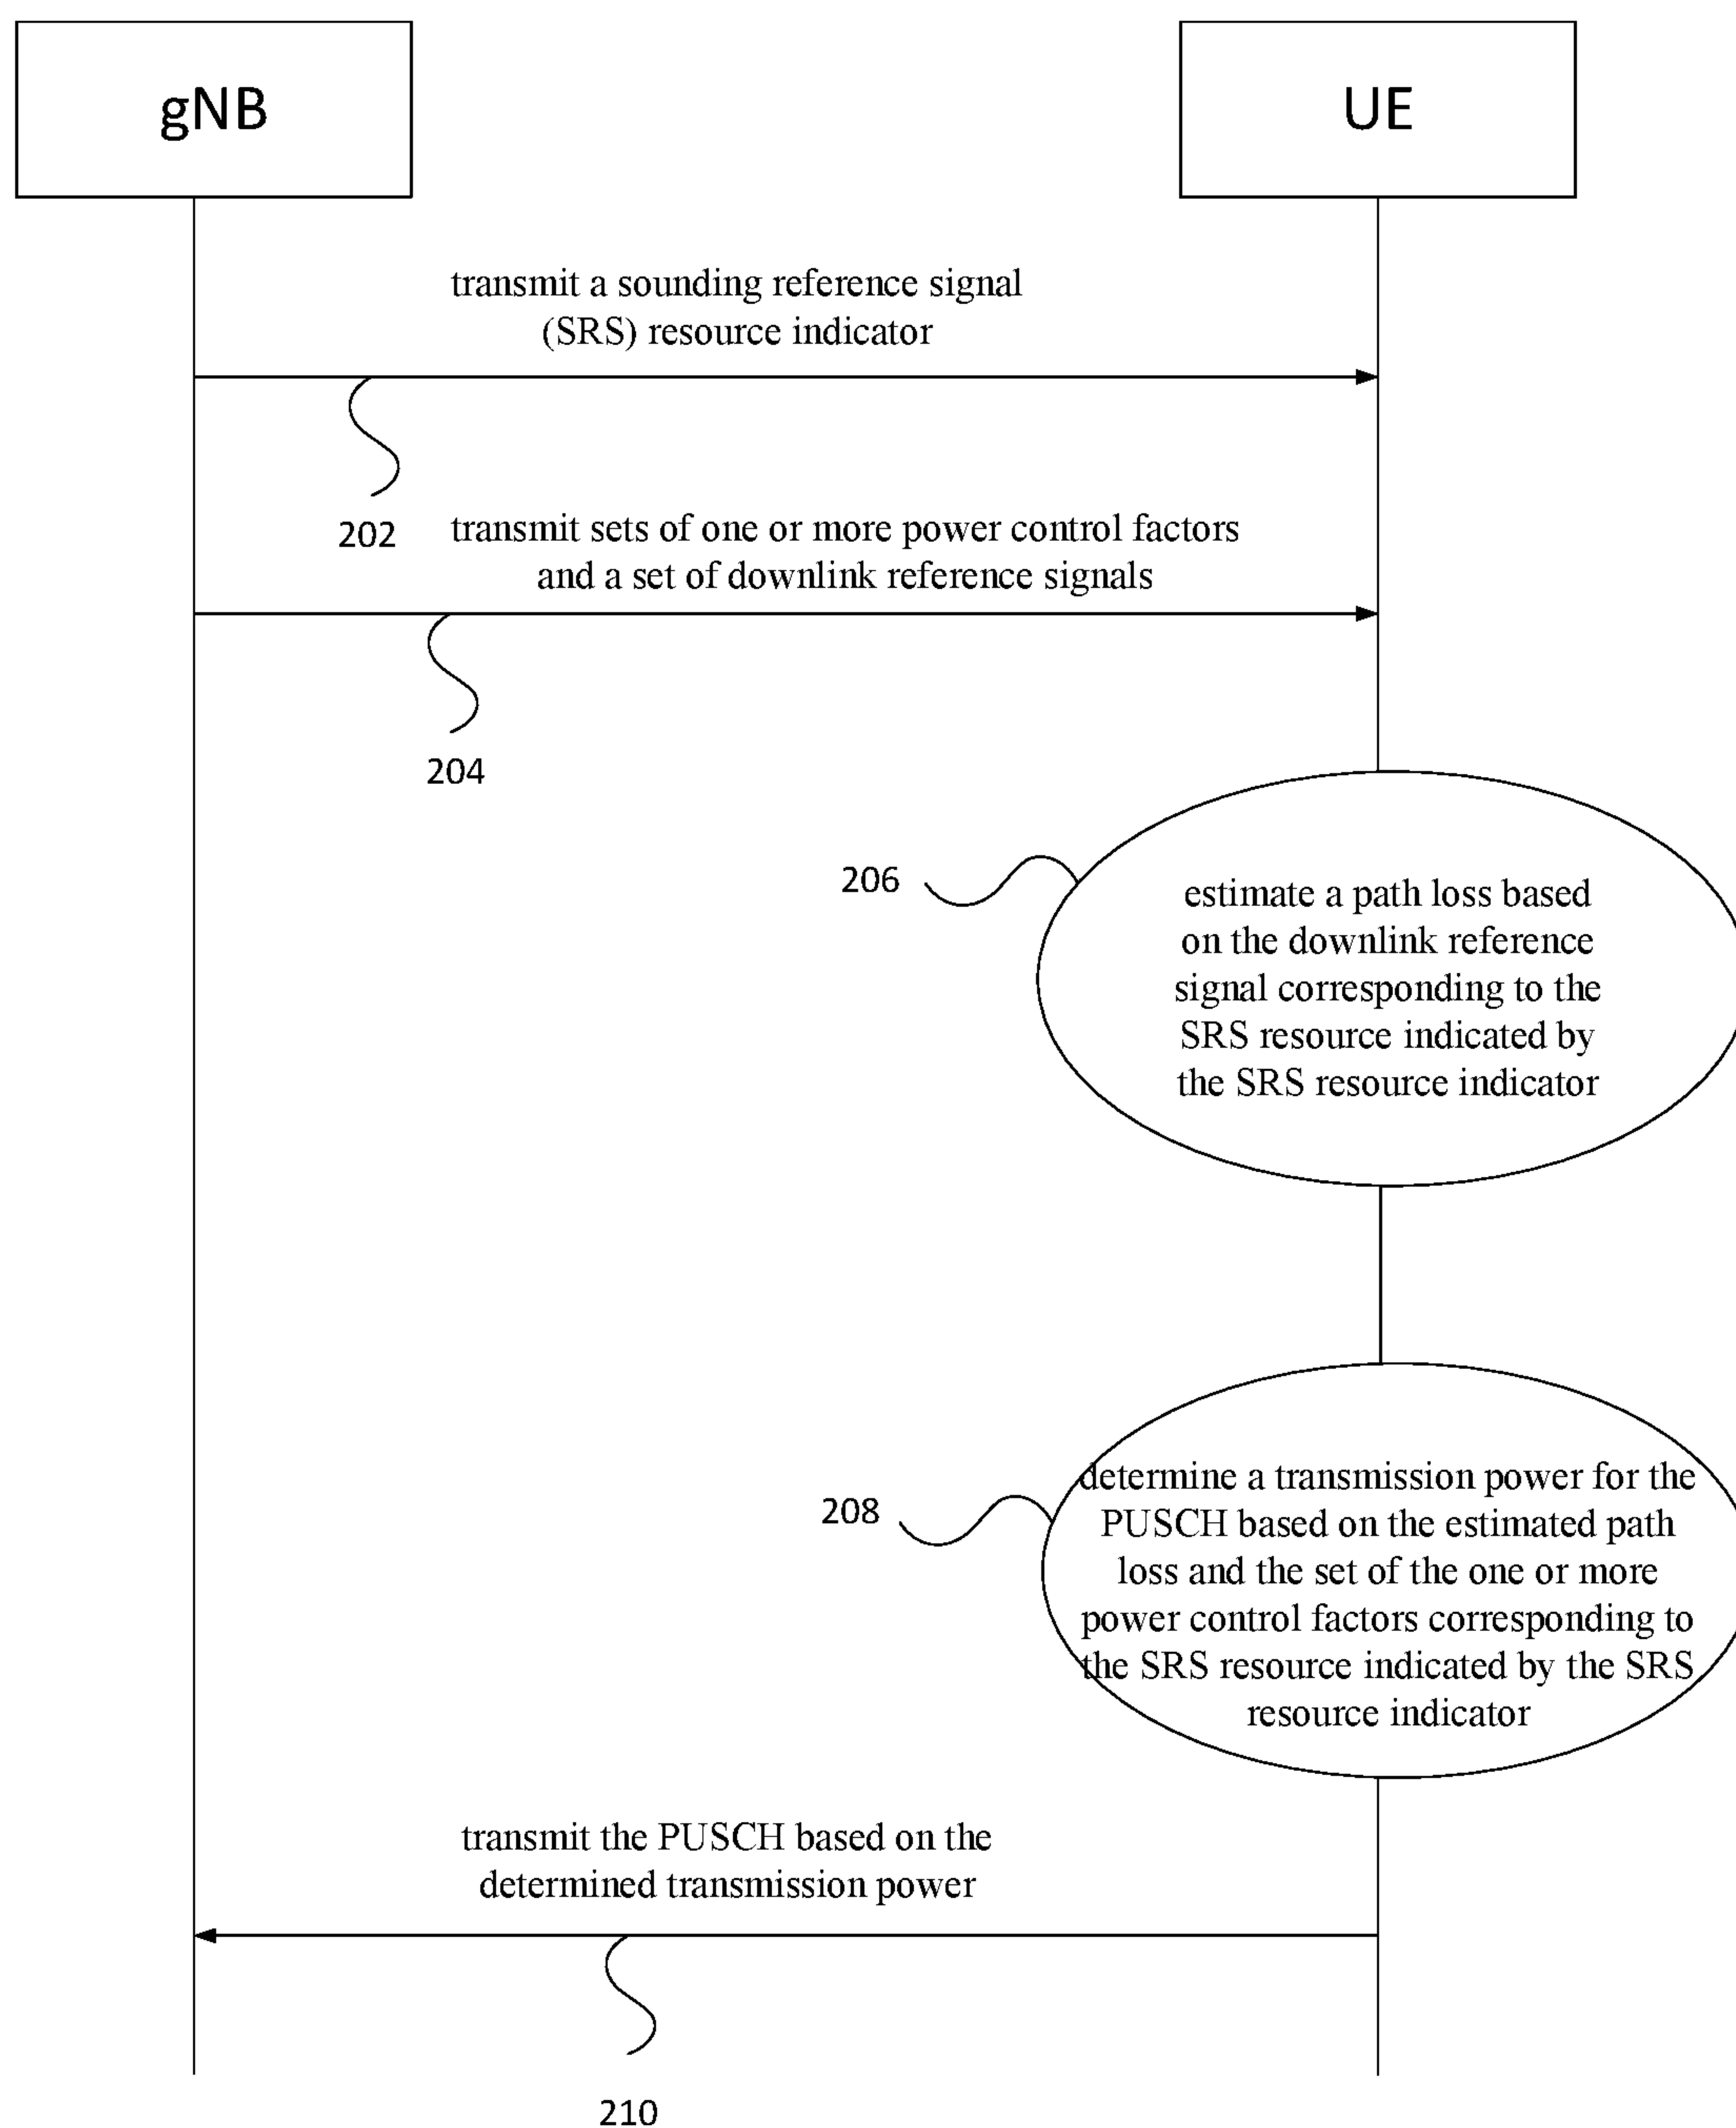 gNB
UE
transmit a sounding reference signal
(SRS) resource indicator
202
transmit sets of one or more power control factors
and a set of downlink reference signals
204
206
estimate a path loss based
on the downlink reference
signal corresponding to the
SRS resource indicated by
the SRS resource indicator
208
determine a transmission power for the
PUSCH based on the estimated path
loss and the set of the one or more
power control factors corresponding to
the SRS resource indicated by the SRS
resource indicator
transmit the PUSCH based on the
determined transmission power
210